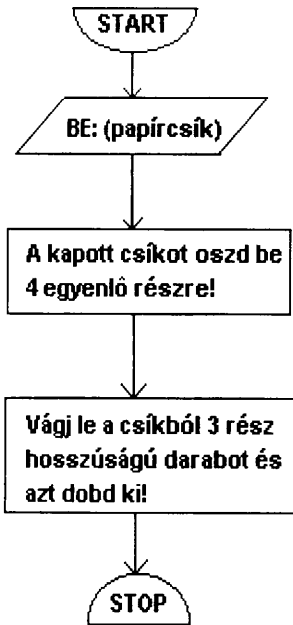 START
BE: (papírcsík)
A kapott csíkot oszd be
4 egyenlô részre!
Vágj le a csíkból 3 rész
hosszúságú darabot és
azt dobd ki!
STOP